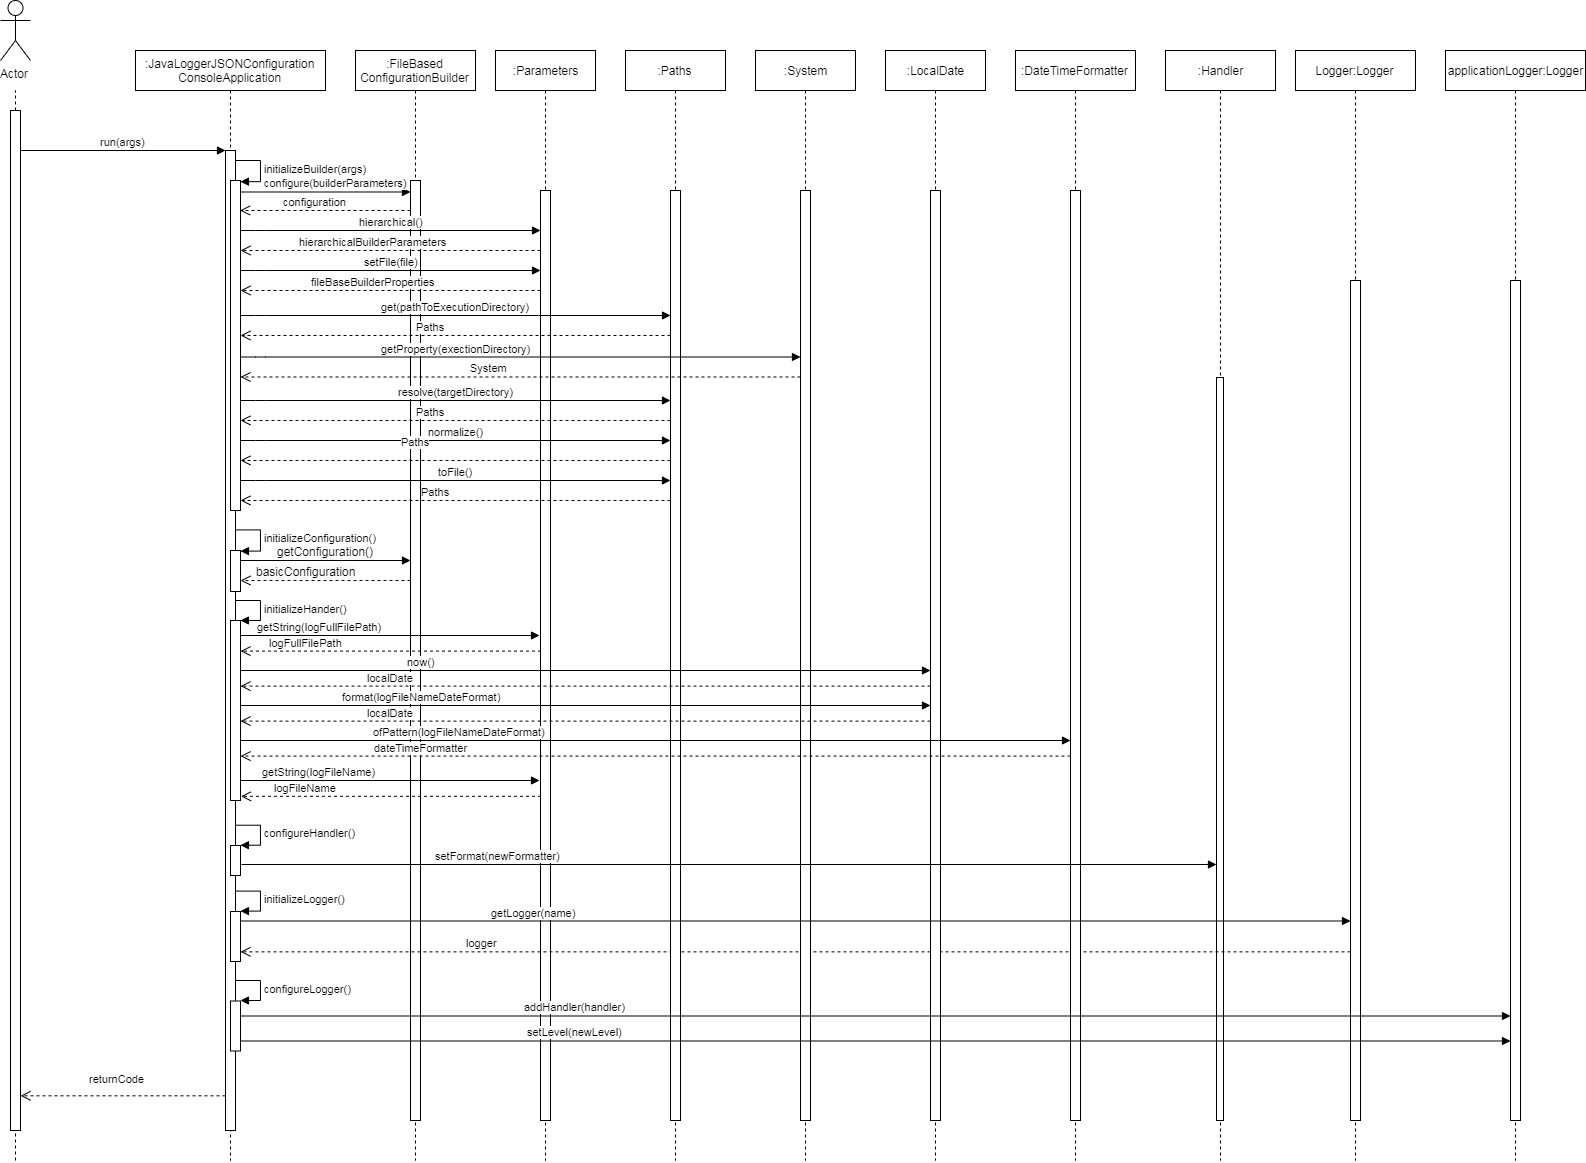 Actor
:JavaLoggerJSONConfiguration
ConsoleApplication
:FileBased
ConfigurationBuilder
:Parameters
:Paths
:System
:LocalDate
:DateTimeFormatter
:Handler
Logger:Logger
applicationLogger:Logger
run(args)
initializeBuilder(args)
configure(builderParameters)
configuration
hierarchical()
hierarchicalBuilderParameters
setFile(file)
fileBaseBuilderProperties
get(pathToExecutionDirectory)
Paths
getProperty(exectionDirectory)
System
resolve(targetDirectory)
Paths
normalize()
Paths
toFile()
Paths
initializeConfiguration()
getConfiguration()
basicConfiguration
initializeHander()
getString(logFullFilePath)
logFullFilePath
now()
localDate
format(logFileNameDateFormat)
localDate
ofPattern(logFileNameDateFormat)
dateTimeFormatter
getString(logFileName)
logFileName
configureHandler()
setFormat(newFormatter)
initializeLogger()
getLogger(name)
logger
configureLogger()
addHandler(handler)
setLevel(newLevel)
returnCode